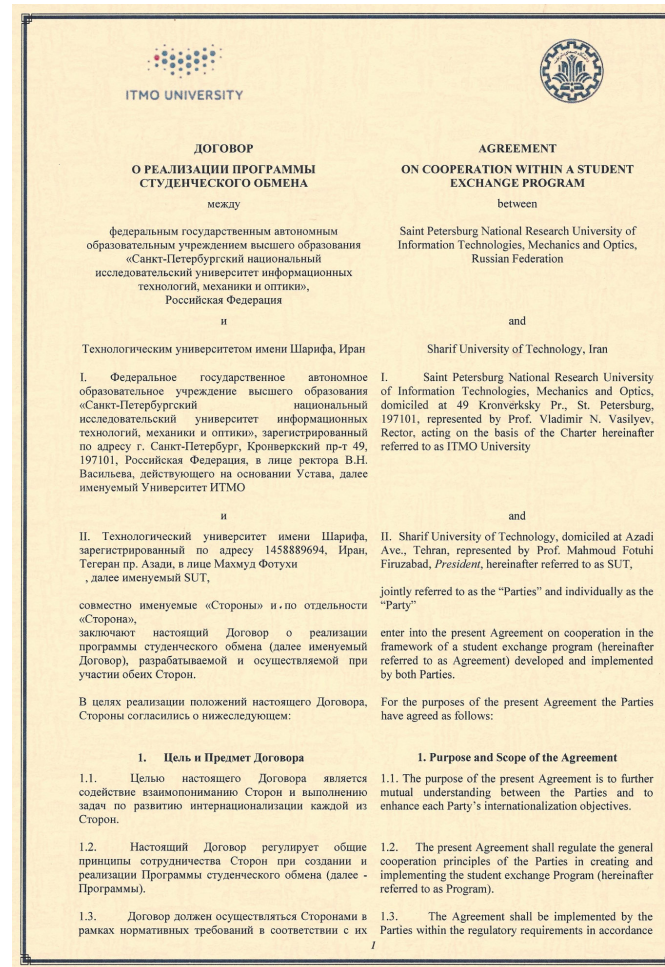 ITMO UNIVERSITY
ДОГОВОР
О РЕАЛИЗАЦИИ ПРОГРАММЫ
СТУДЕНЧЕСКОГО ОБМЕНА
между
федеральным государственным автономным
образовательным учреждением высшего образования
«Санкт-Петербургский национальный
исследовательский университет информационных
технологий, механики и оптики»,
Российская Федерация
и
Технологическим университетом имени Шарифа, Иран
I. Федеральное государственное автономное
образовательное учреждение высшего образования
«Санкт-Петербургский национальный
исследовательский университет информационных
технологий, механики и оптики», зарегистрированный
по адресу г. Санкт-Петербург, Кронверкский пр-т 49,
197101, Российская Федерация, в лице ректора В.Н.
Васильева, действующего на основании Устава, далее
именуемый Университет ИТМО
и
II. Технологический университет имени Шарифа,
зарегистрированный по адресу 1458889694, Иран,
Тегеран пр. Азади, в лице Махмуд Фотухи
, далее именуемый SUT,
совместно именуемые «Стороны» и по отдельности
«Сторона»,
заключают настоящий Договор о реализации
программы студенческого обмена (далее именуемый
Договор), разрабатываемой и осуществляемой при
участии обеих Сторон.
В целях реализации положений настоящего Договора,
Стороны согласились о нижеследующем:
1. Цель и Предмет Договора
1.1. Целью настоящего Договора является
содействие взаимопониманию Сторон и выполнению
задач по развитию интернационализации каждой из
Сторон.
1.2. Настоящий Договор регулирует общие
принципы сотрудничества Сторон при создании и
реализации Программы студенческого обмена (далее -
Программы).
1.3. Договор должен осуществляться Сторонами в
рамках нормативных требований в соответствии с их
AGREEMENT
ON COOPERATION WITHIN A STUDENT
EXCHANGE PROGRAM
between
Saint Petersburg National Research University of
Information Technologies, Mechanics and Optics,
Russian Federation
and
Sharif University of Technology, Iran
I. Saint Petersburg National Research University
of Information Technologies, Mechanics and Optics,
domiciled at 49 Kronverksky Pr., St. Petersburg,
197101, represented by Prof. Vladimir N. Vasilyev,
Rector, acting on the basis of the Charter hereinafter
referred to as ITMO University
and
II. Sharif University of Technology, domiciled at Azadi
Ave., Tehran, represented by Prof. Mahmoud Fotuhi
Firuzabad, President, hereinafter referred to as SUT,
jointly referred to as the “Parties” and individually as the
“Party”
enter into the present Agreement on cooperation in the
framework of a student exchange program (hereinafter
referred to as Agreement) developed and implemented
by both Parties.
For the purposes of the present Agreement the Parties
have agreed as follows:
1. Purpose and Scope of the Agreement
1.1. The purpose of the present Agreement is to further
mutual understanding between the Parties and to
enhance each Party’s internationalization objectives.
1.2. The present Agreement shall regulate the general
cooperation principles of the Parties in creating and
implementing the student exchange Program (hereinafter
referred to as Program).
1.3. The Agreement shall be implemented by the
Parties within the regulatory requirements in accordance
1